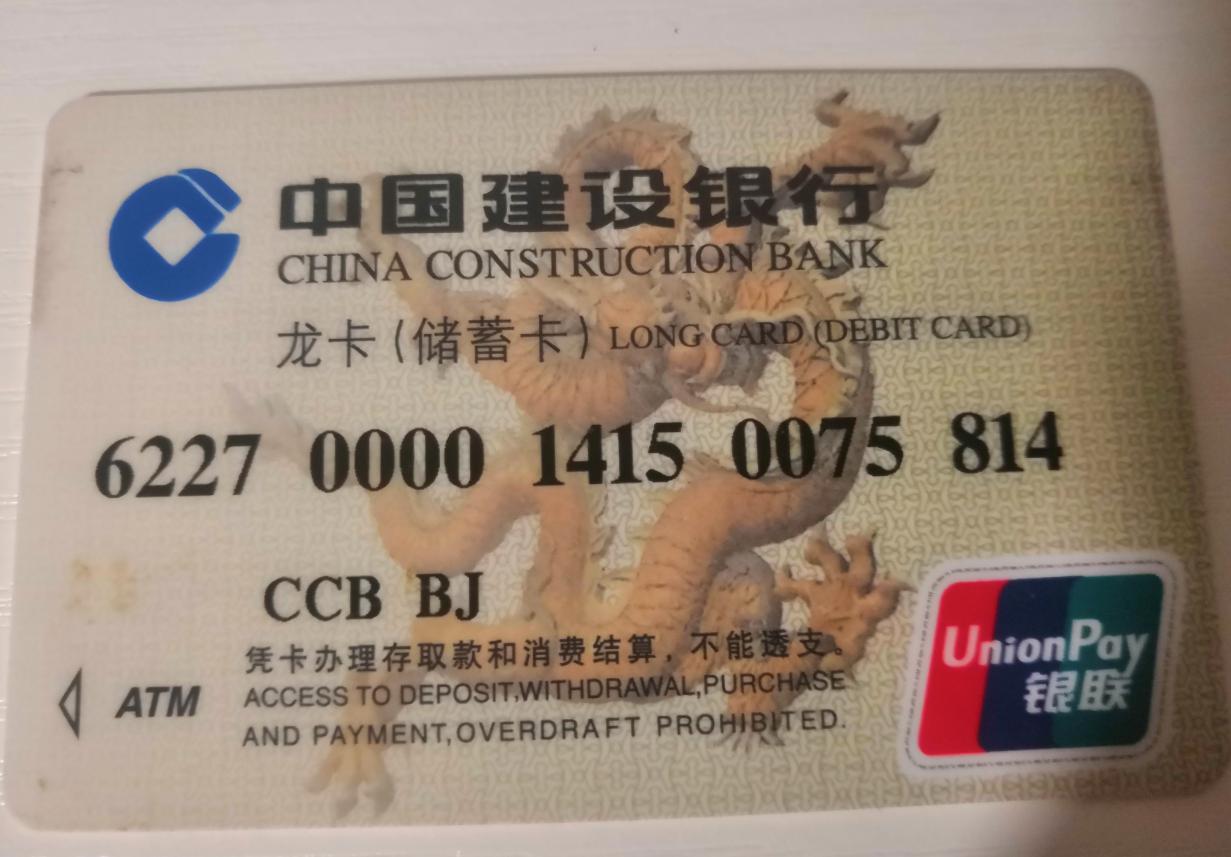 中国建设银行
CHINA CONSTRUCTION BANK
龙卡(储蓄卡) LONG CARD (DEBIT CARD)
6227 0000 1415 0075 814
CCB BJ
凭卡办理存取款和消费结算，不能透支。
ATM ACCESS TO DEPOSIT,WITHDRAWAL,PURCHASE
AND PAYMENT,OVERDRAFT PROHIBITED.
UnionPay
银联